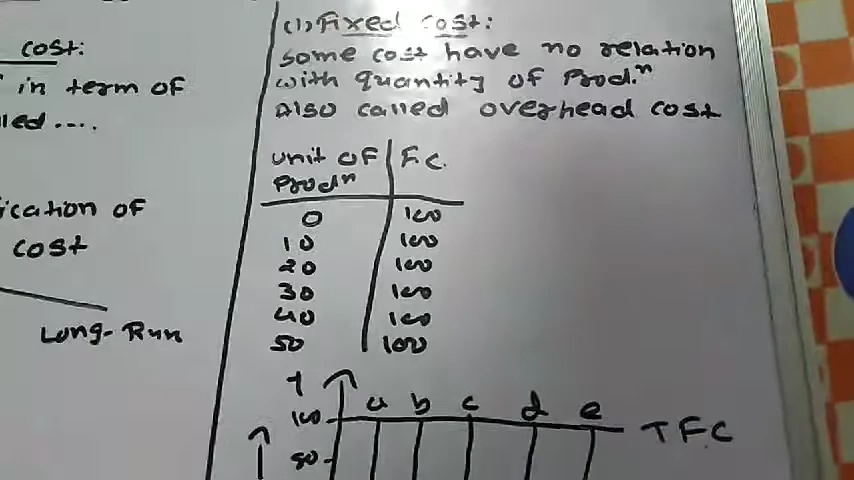 cost:
in term of
led ....
ication of
cost
Long-Run
(1) Fixed cost:
some cost have no relation
with quantity of Prod.ⁿ
Also called overhead cost
unit of Prodⁿ | F.C.
0 100
10 100
20 100
30 100
40 100
50 100
Y
a b c d e
100 TFC
80